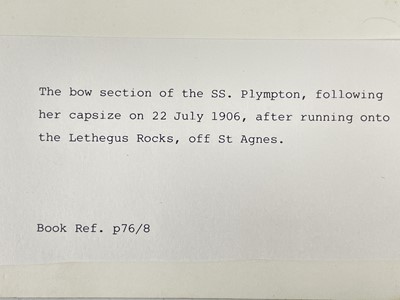 The bow section of the SS. Plympton, following
her capsize on 22 July 1906, after running onto
the Lethegus Rocks, off St Agnes.
Book Ref. p76/8